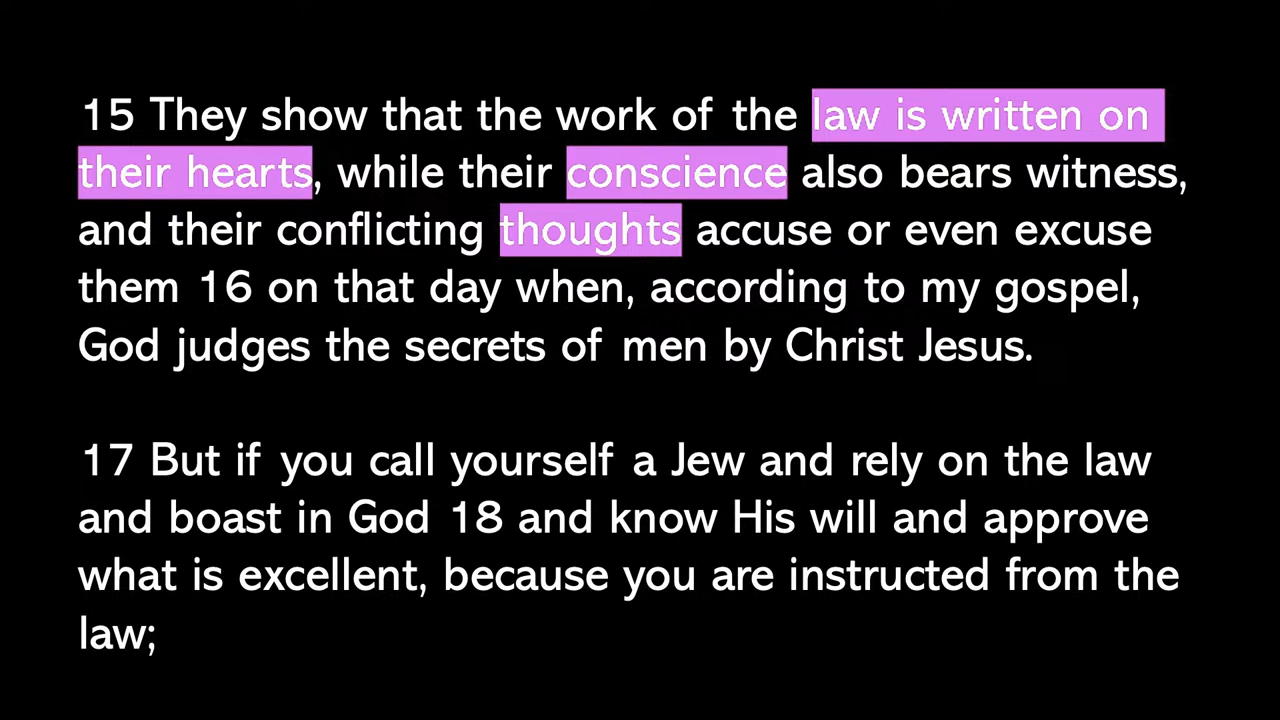 15 They show that the work of the law is written on
their hearts, while their conscience also bears witness,
and their conflicting thoughts accuse or even excuse
them 16 on that day when, according to my gospel,
God judges the secrets of men by Christ Jesus.
17 But if you call yourself a Jew and rely on the law
and boast in God 18 and know His will and approve
what is excellent, because you are instructed from the
law;